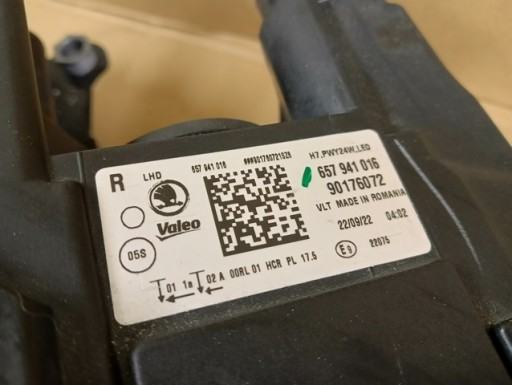 R LHD
657 941 016
H7,PWY24W,LED
657 941 016
90176072
VLT MADE IN ROMANIA
22/09/22 04:02
Valeo
05S
E9 22075
01 1a 02 A 00RL 01 HCR PL 17.5